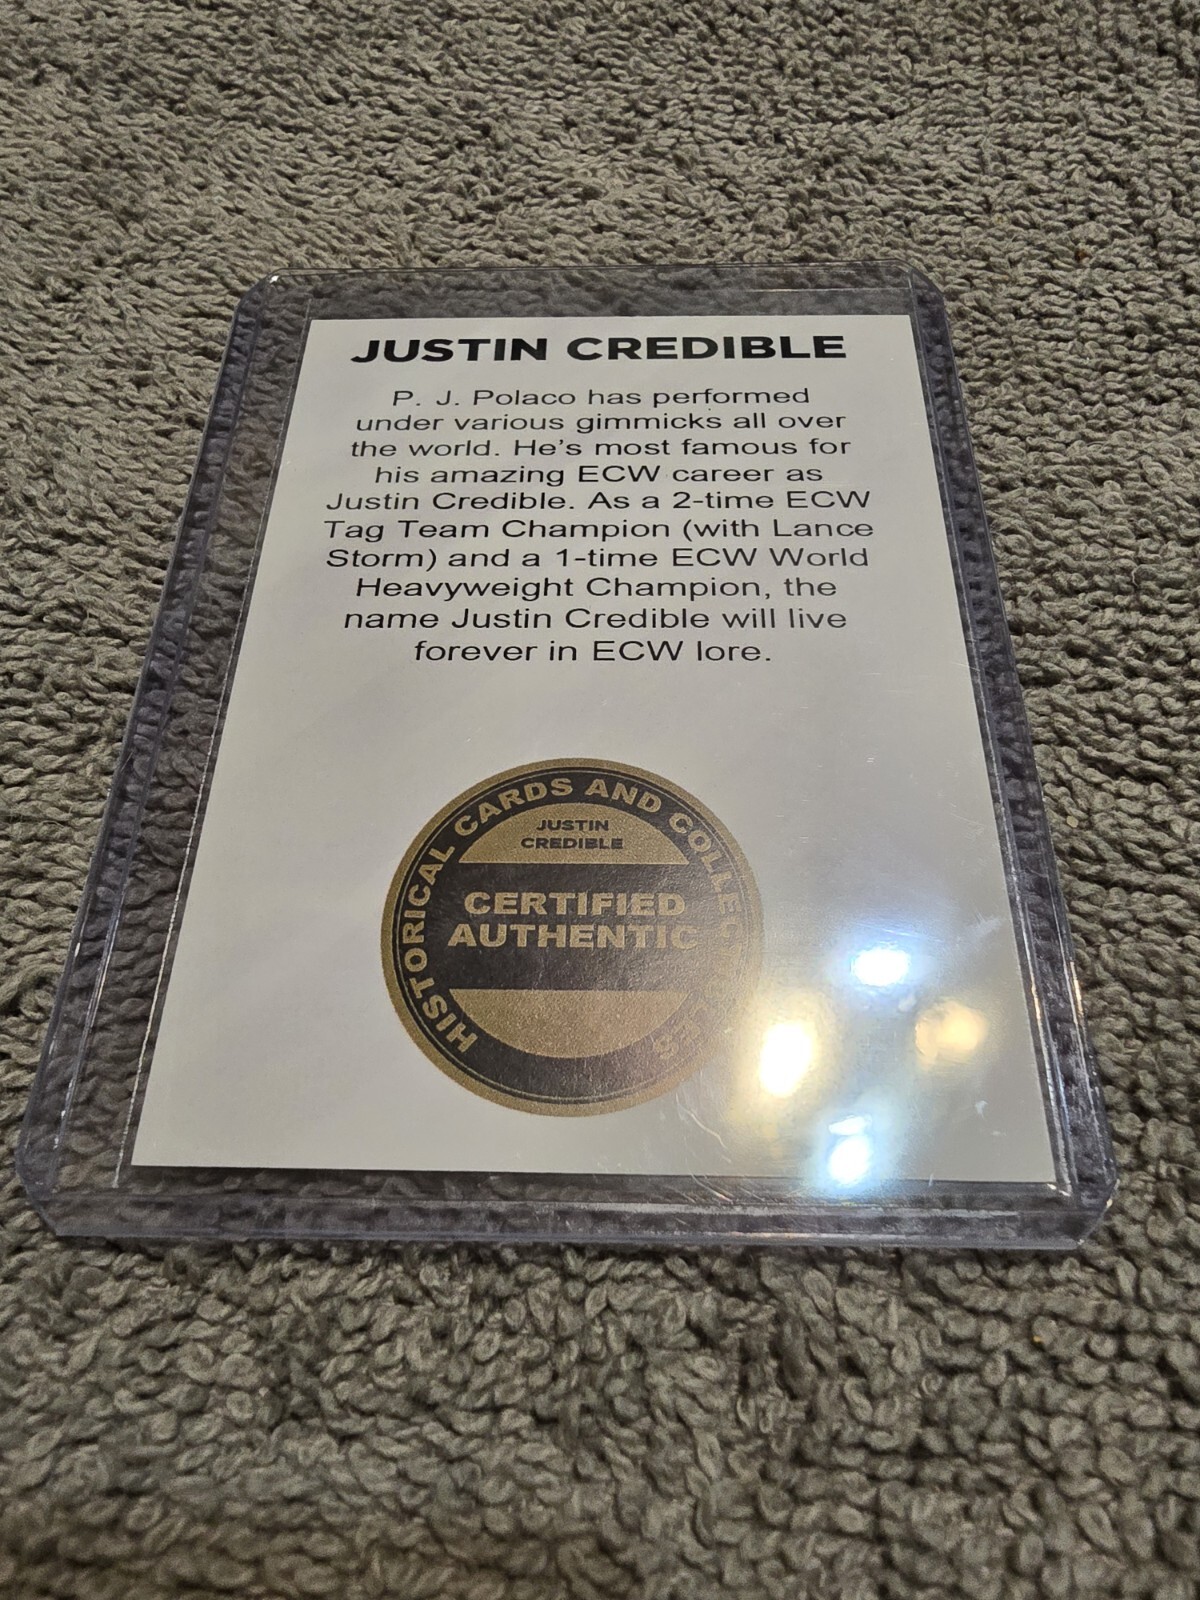 JUSTIN CREDIBLE
P. J. Polaco has performed
under various gimmicks all over
the world. He's most famous for
his amazing ECW career as
Justin Credible. As a 2-time ECW
Tag Team Champion (with Lance
Storm) and a 1-time ECW World
Heavyweight Champion, the
name Justin Credible will live
forever in ECW lore.
HISTORICAL CARDS AND COLLECTIBLES
JUSTIN
CREDIBLE
CERTIFIED
AUTHENTIC